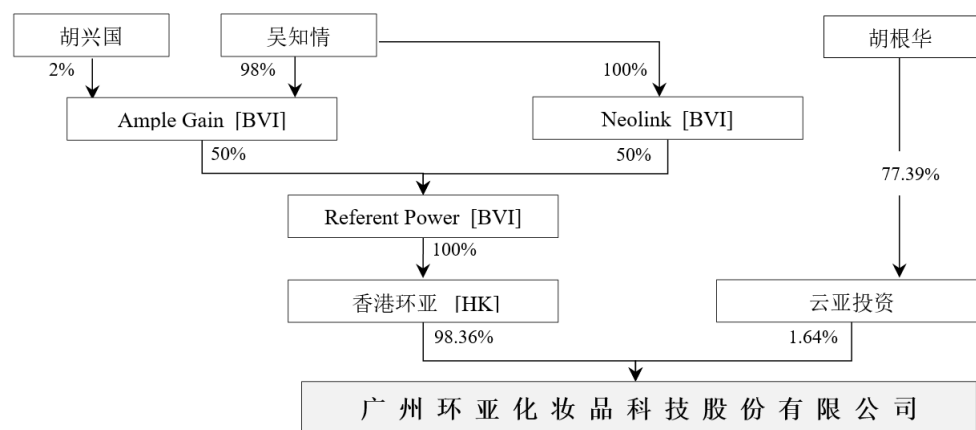 胡兴国
吴知情
胡根华
2%
98%
100%
Ample Gain [BVI]
Neolink [BVI]
50%
50%
77.39%
Referent Power [BVI]
100%
香港环亚 [HK]
云亚投资
98.36%
1.64%
广州环亚化妆品科技股份有限公司